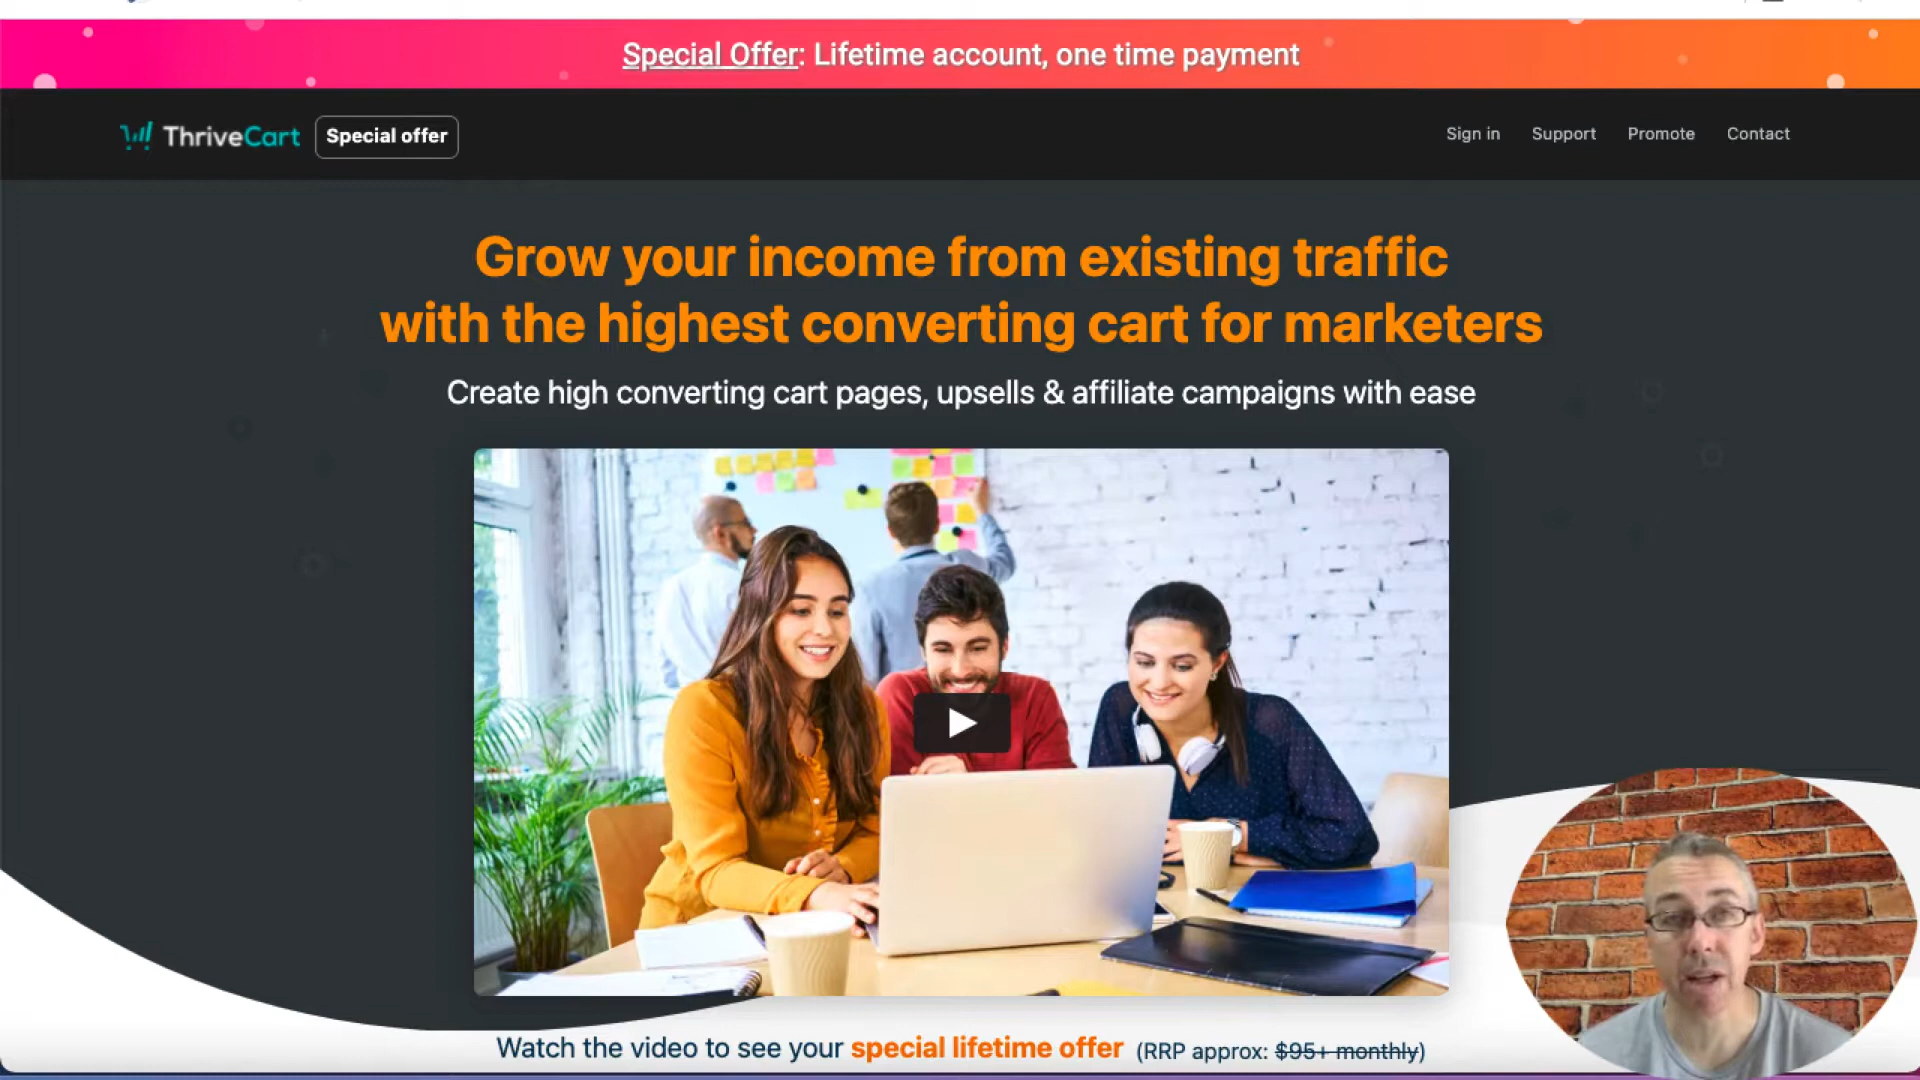 Special Offer: Lifetime account, one time payment
ThriveCart
Special offer
Sign in
Support
Promote
Contact
Grow your income from existing traffic
with the highest converting cart for marketers
Create high converting cart pages, upsells & affiliate campaigns with ease
Watch the video to see your special lifetime offer (RRP approx: $95+ monthly)